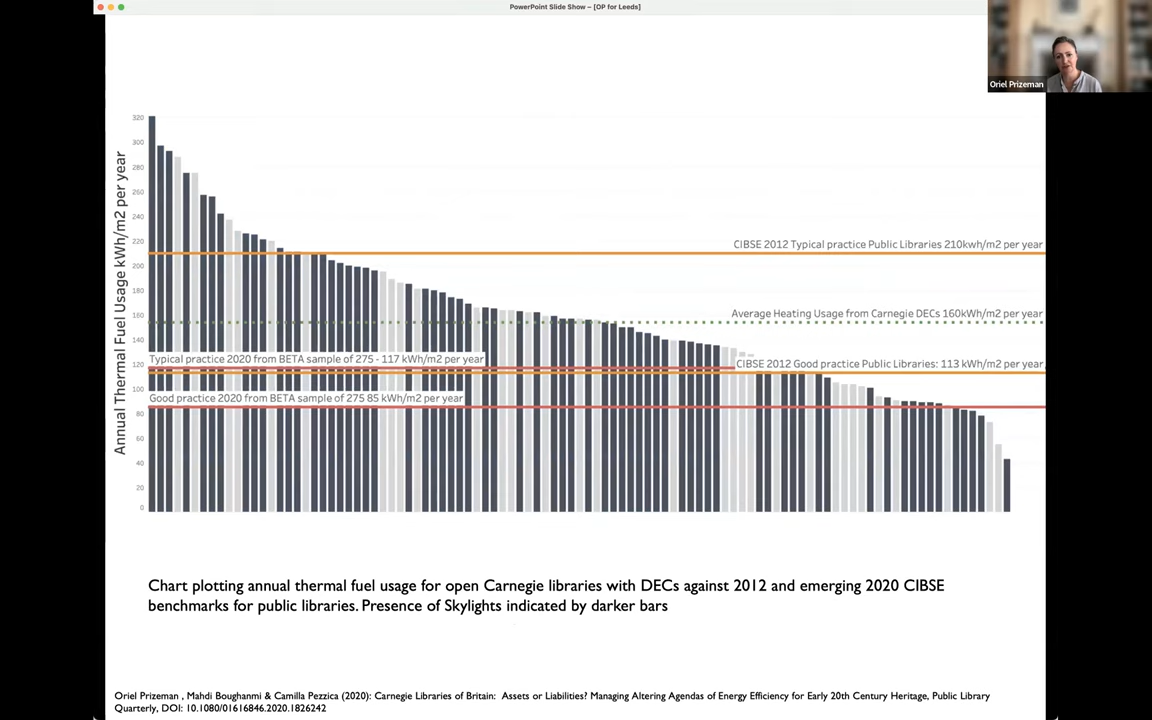 PowerPoint Slide Show – [OP for Leeds]
Oriel Prizeman
Annual Thermal Fuel Usage kWh/m2 per year
320
300
280
260
240
220
200
180
160
140
120
100
80
60
40
20
0
CIBSE 2012 Typical practice Public Libraries 210kwh/m2 per year
Average Heating Usage from Carnegie DECs 160kWh/m2 per year
Typical practice 2020 from BETA sample of 275 - 117 kWh/m2 per year
CIBSE 2012 Good practice Public Libraries: 113 kWh/m2 per year
Good practice 2020 from BETA sample of 275 85 kWh/m2 per year
Chart plotting annual thermal fuel usage for open Carnegie libraries with DECs against 2012 and emerging 2020 CIBSE
benchmarks for public libraries. Presence of Skylights indicated by darker bars
Oriel Prizeman , Mahdi Boughanmi & Camilla Pezzica (2020): Carnegie Libraries of Britain: Assets or Liabilities? Managing Altering Agendas of Energy Efficiency for Early 20th Century Heritage, Public Library
Quarterly, DOI: 10.1080/01616846.2020.1826242